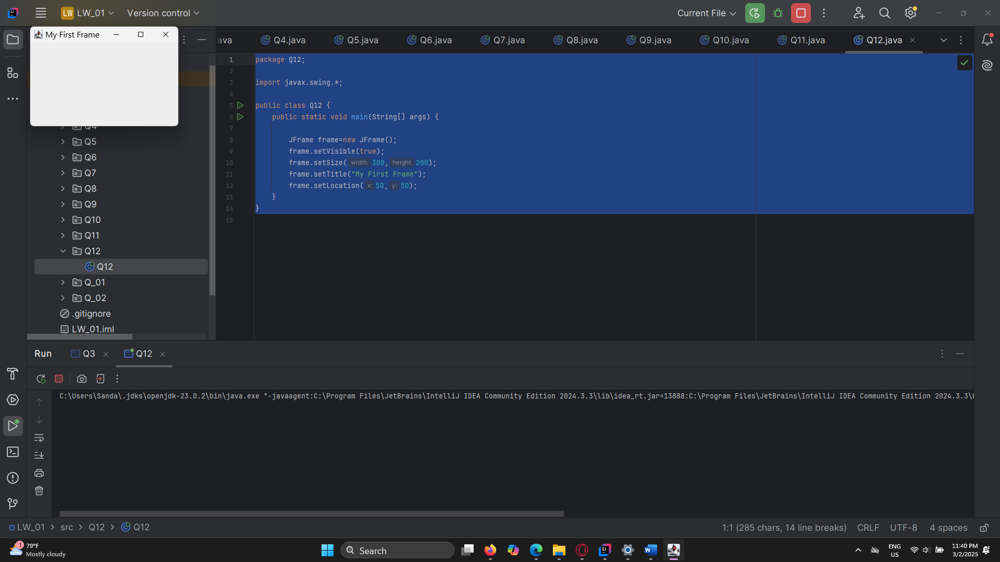 LW LW_01 Version control Current File
My First Frame
ava Q4.java Q5.java Q6.java Q7.java Q8.java Q9.java Q10.java Q11.java Q12.java
1 package Q12;
2
3 import javax.swing.*;
4
5 public class Q12 {
6 public static void main(String[] args) {
7
8 JFrame frame=new JFrame();
9 frame.setVisible(true);
10 frame.setSize( width: 300, height: 200);
11 frame.setTitle("My First Frame");
12 frame.setLocation( x: 50, y: 50);
13 }
14 }
15
Q4
Q5
Q6
Q7
Q8
Q9
Q10
Q11
Q12
Q12
Q_01
Q_02
.gitignore
LW_01.iml
Run Q3 Q12
C:\Users\Sanda\.jdks\openjdk-23.0.2\bin\java.exe "-javaagent:C:\Program Files\JetBrains\IntelliJ IDEA Community Edition 2024.3.3\lib\idea_rt.jar=13888:C:\Program Files\JetBrains\IntelliJ IDEA Community Edition 2024.3.3\b
LW_01 > src > Q12 > Q12 1:1 (285 chars, 14 line breaks) CRLF UTF-8 4 spaces
1 79°F
Mostly cloudy
Search
ENG
US
11:40 PM
3/2/2025